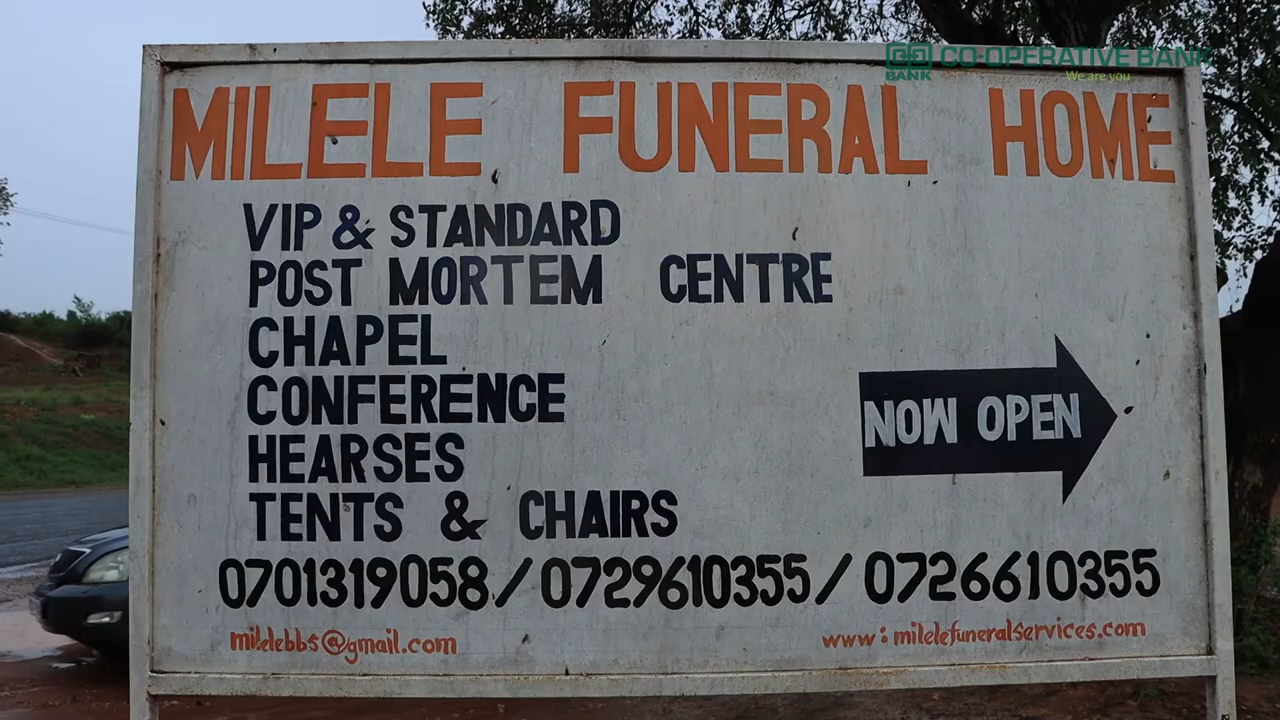 CO-OPERATIVE BANK
BANK
We are you
MILELE FUNERAL HOME
VIP & STANDARD
POST MORTEM CENTRE
CHAPEL
CONFERENCE
HEARSES
TENTS & CHAIRS
NOW OPEN
0701319058/0729610355/0726610355
milelebbs@gmail.com
www:milelefuneralservices.com